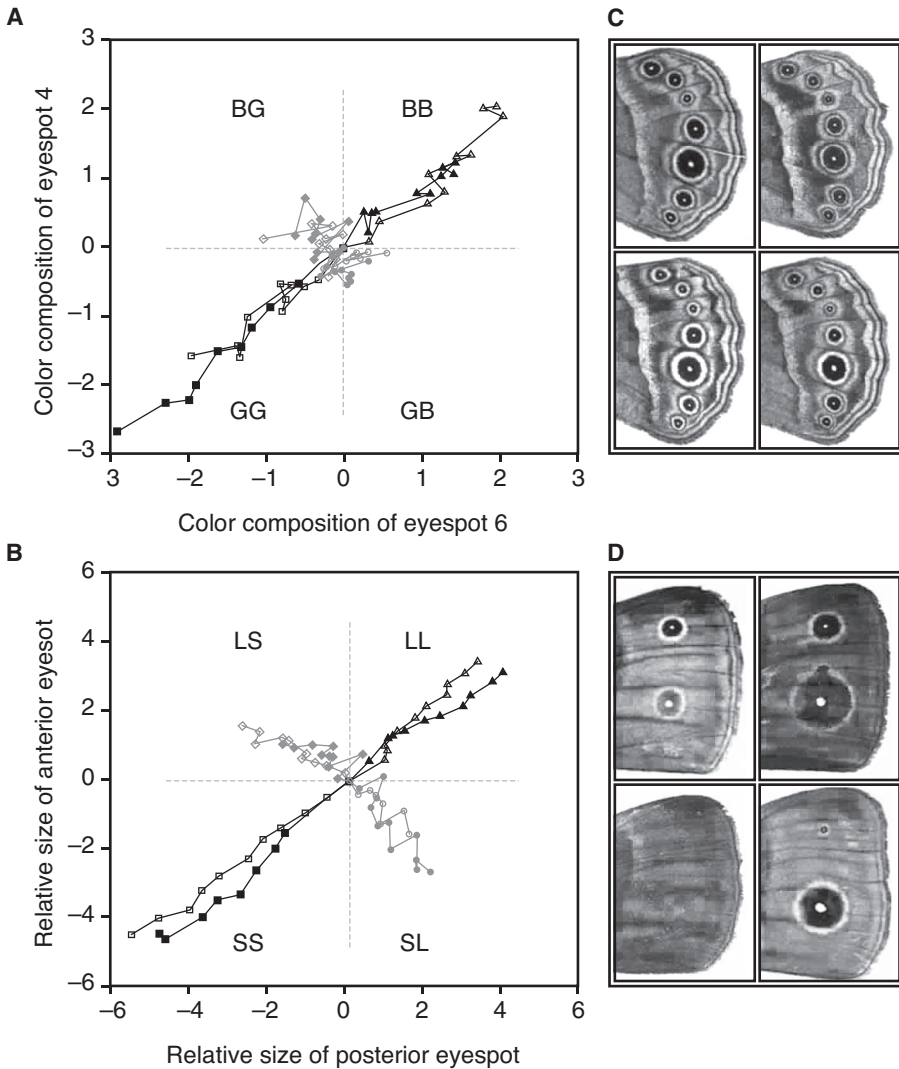 A
3
2
1
0
−1
−2
−3
Color composition of eyespot 4
BG
BB
GG
GB
3
−2
−1
0
1
2
3
Color composition of eyespot 6
B
6
4
2
0
−2
−4
−6
Relative size of anterior eyesot
LS
LL
SS
SL
−6
−4
−2
0
2
4
6
Relative size of posterior eyespot
C
D